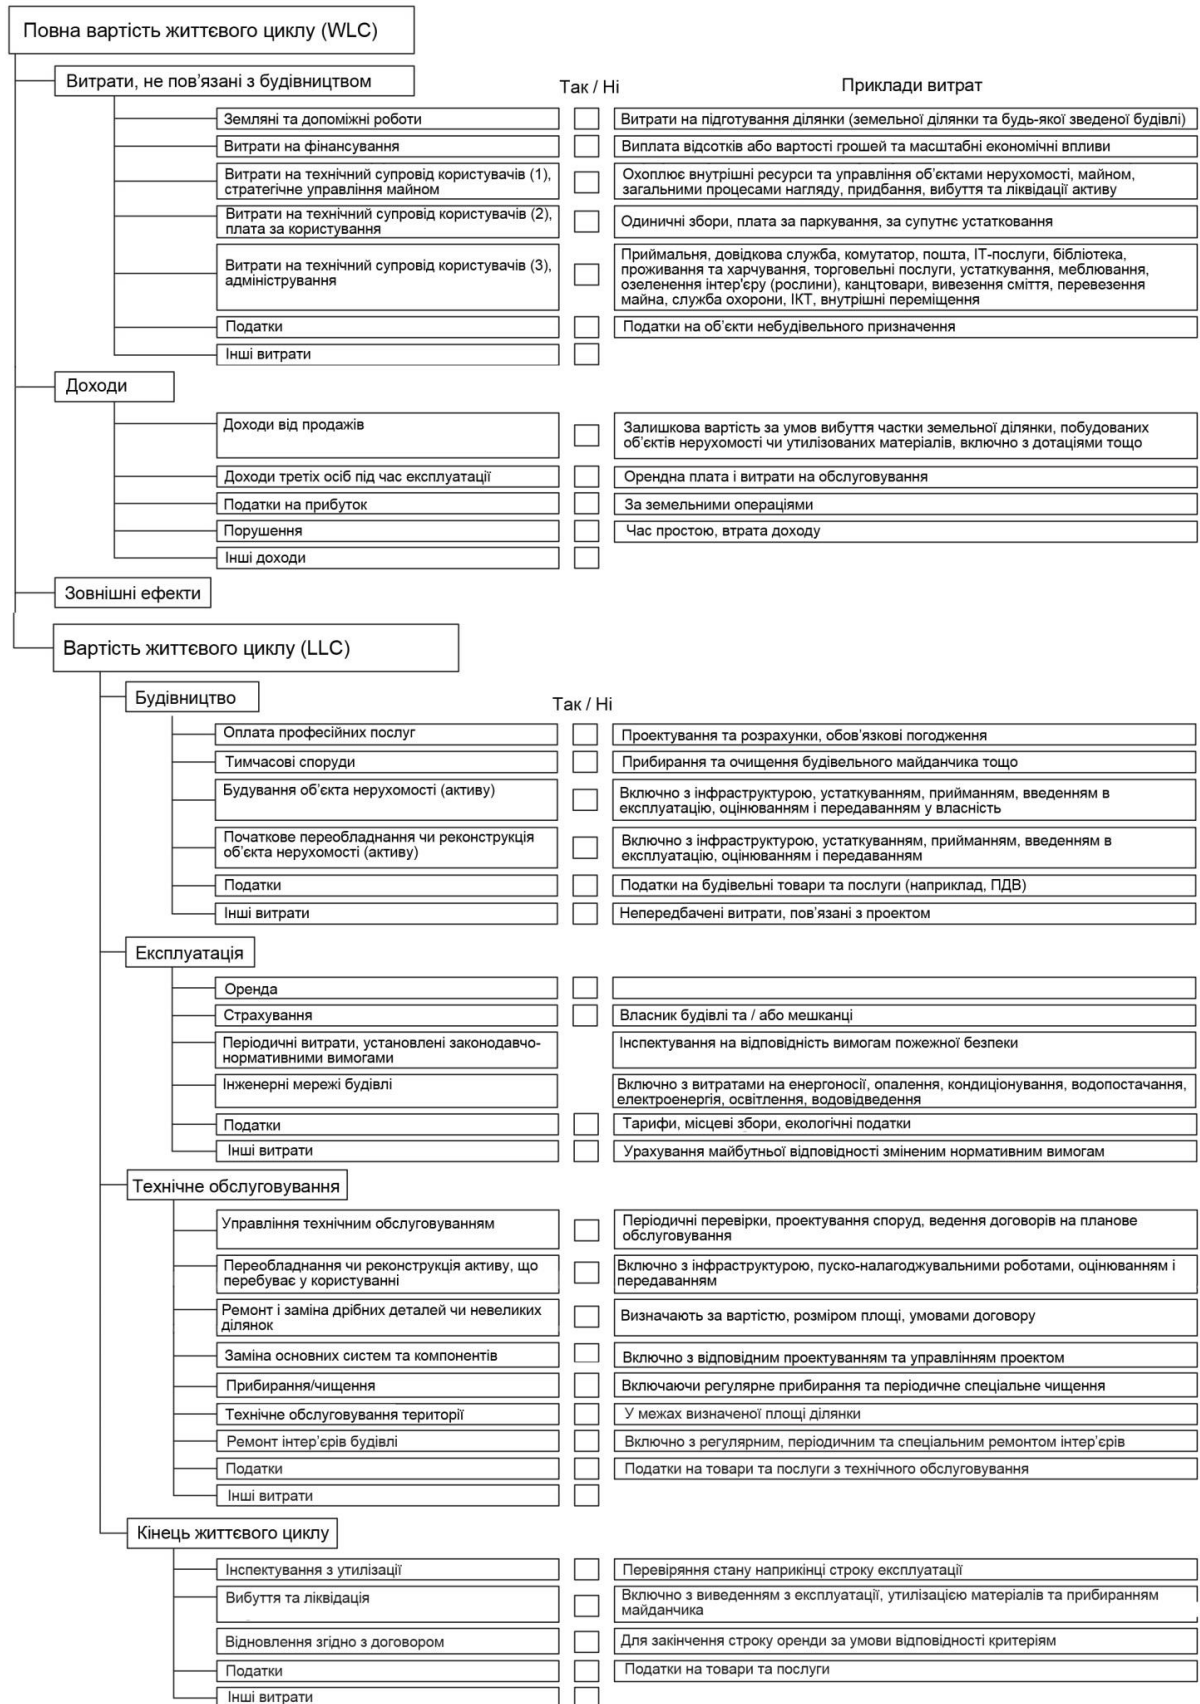 Повна вартість життєвого циклу (WLC)
Витрати, не пов’язані з будівництвом
Так / Ні
Приклади витрат
Земляні та допоміжні роботи
Витрати на підготування ділянки (земельної ділянки та будь-якої зведеної будівлі)
Витрати на фінансування
Виплата відсотків або вартості грошей та масштабні економічні впливи
Витрати на технічний супровід користувачів (1),
стратегічне управління майном
Охоплює внутрішні ресурси та управління об’єктами нерухомості, майном,
загальними процесами нагляду, придбання, вибуття та ліквідації активу
Витрати на технічний супровід користувачів (2),
плата за користування
Одиничні збори, плата за паркування, за супутнє устатковання
Витрати на технічний супровід користувачів (3),
адміністрування
Приймальня, довідкова служба, комутатор, пошта, ІТ-послуги, бібліотека,
проживання та харчування, торговельні послуги, устаткування, меблювання,
озеленення інтер'єру (рослини), канцтовари, вивезення сміття, перевезення
майна, служба охорони, ІКТ, внутрішні переміщення
Податки
Податки на об’єкти небудівельного призначення
Інші витрати
Доходи
Доходи від продажів
Залишкова вартість за умов вибуття частки земельної ділянки, побудованих
об’єктів нерухомості чи утилізованих матеріалів, включно з дотаціями тощо
Доходи третіх осіб під час експлуатації
Орендна плата і витрати на обслуговування
Податки на прибуток
За земельними операціями
Порушення
Час простою, втрата доходу
Інші доходи
Зовнішні ефекти
Вартість життєвого циклу (LLC)
Будівництво
Так / Ні
Оплата професійних послуг
Проектування та розрахунки, обов’язкові погодження
Тимчасові споруди
Прибирання та очищення будівельного майданчика тощо
Будування об’єкта нерухомості (активу)
Включно з інфраструктурою, устаткуванням, прийманням, введенням в
експлуатацію, оцінюванням і передаванням у власність
Початкове переобладнання чи реконструкція
об’єкта нерухомості (активу)
Включно з інфраструктурою, устаткуванням, прийманням, введенням в
експлуатацію, оцінюванням і передаванням
Податки
Податки на будівельні товари та послуги (наприклад, ПДВ)
Інші витрати
Непередбачені витрати, пов’язані з проектом
Експлуатація
Оренда
Страхування
Власник будівлі та / або мешканці
Періодичні витрати, установлені законодавчо-
нормативними вимогами
Інспектування на відповідність вимогам пожежної безпеки
Інженерні мережі будівлі
Включно з витратами на енергоносії, опалення, кондиціонування, водопостачання,
електроенергія, освітлення, водовідведення
Податки
Тарифи, місцеві збори, екологічні податки
Інші витрати
Урахування майбутньої відповідності зміненим нормативним вимогам
Технічне обслуговування
Управління технічним обслуговуванням
Періодичні перевірки, проектування споруд, ведення договорів на планове
обслуговування
Переобладнання чи реконструкція активу, що
перебуває у користуванні
Включно з інфраструктурою, пуско-налагоджувальними роботами, оцінюванням і
передаванням
Ремонт і заміна дрібних деталей чи невеликих
ділянок
Визначають за вартістю, розміром площі, умовами договору
Заміна основних систем та компонентів
Включно з відповідним проектуванням та управлінням проектом
Прибирання/чищення
Включаючи регулярне прибирання та періодичне спеціальне чищення
Технічне обслуговування території
У межах визначеної площі ділянки
Ремонт інтер’єрів будівлі
Включно з регулярним, періодичним та спеціальним ремонтом інтер’єрів
Податки
Податки на товари та послуги з технічного обслуговування
Інші витрати
Кінець життєвого циклу
Інспектування з утилізації
Перевіряння стану наприкінці строку експлуатації
Вибуття та ліквідація
Включно з виведенням з експлуатації, утилізацією матеріалів та прибиранням
майданчика
Відновлення згідно з договором
Для закінчення строку оренди за умови відповідності критеріям
Податки
Податки на товари та послуги
Інші витрати